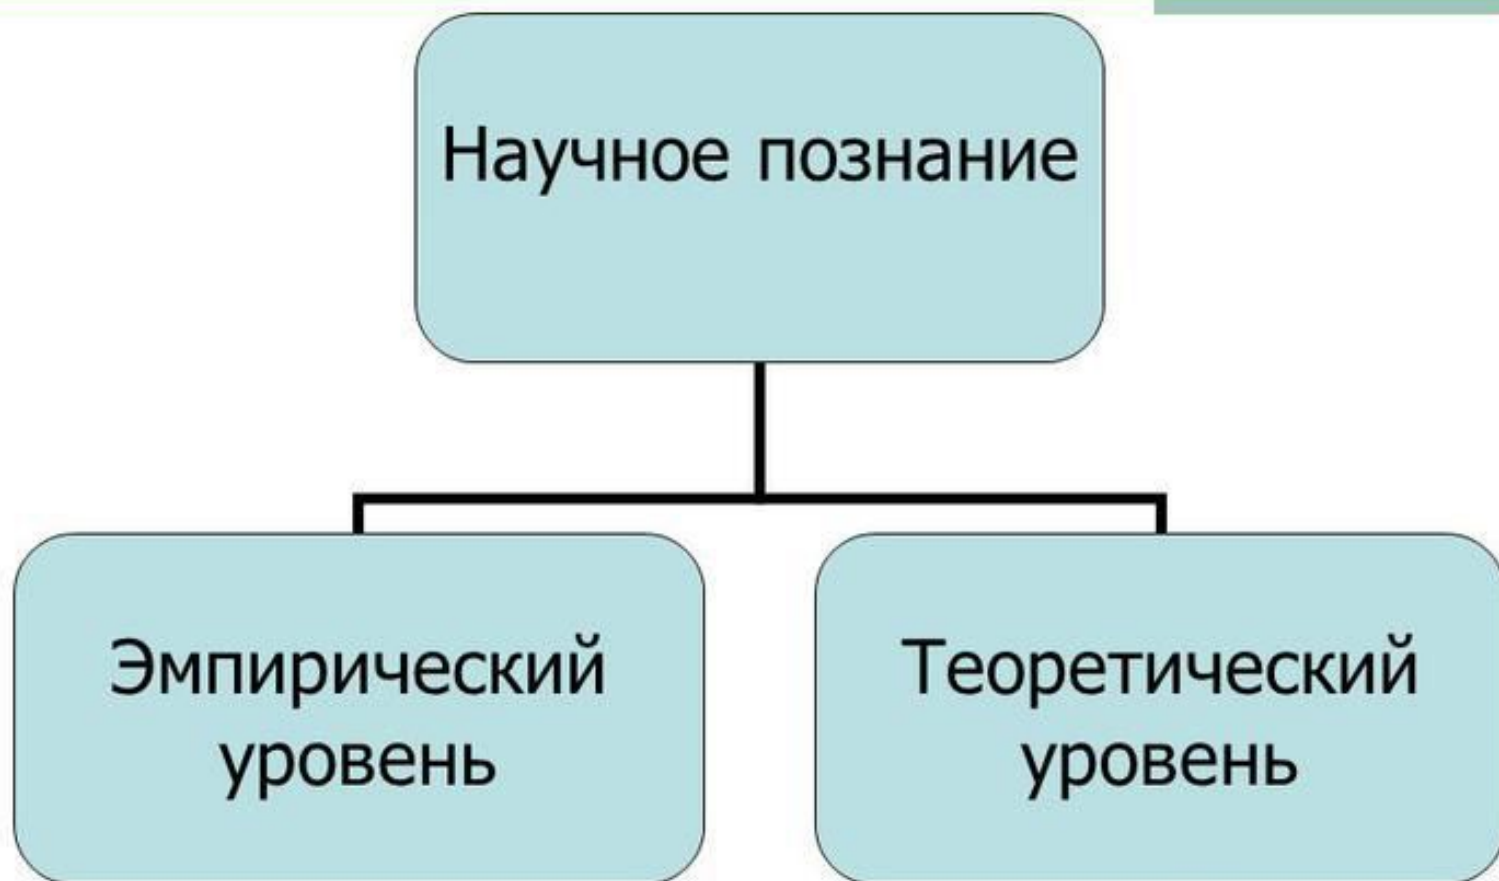 Научное познание
Эмпирический
уровень
Теоретический
уровень